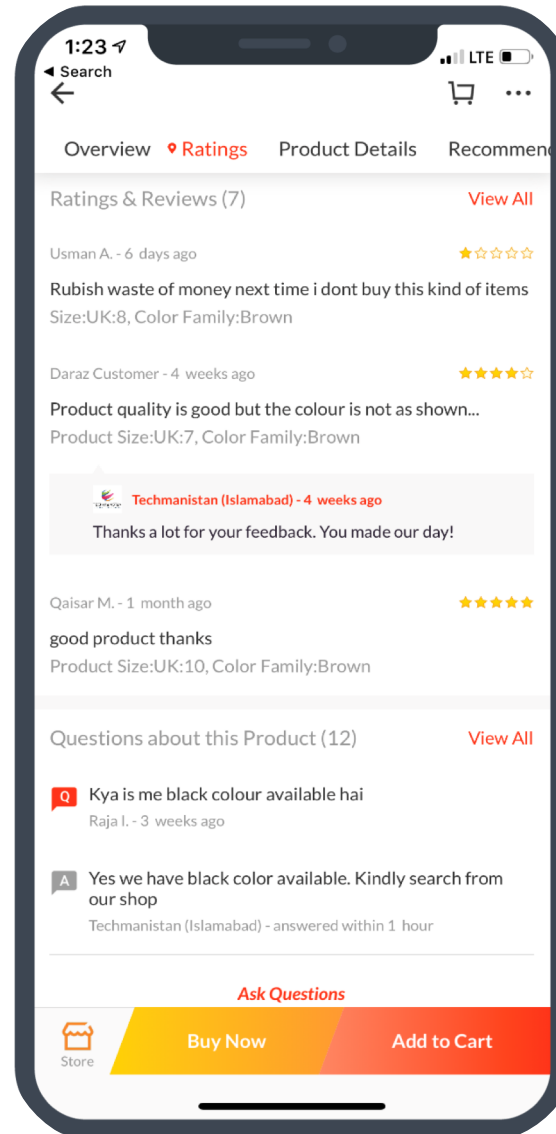 1:23
LTE
◀ Search
Overview Ratings Product Details Recommen
Ratings & Reviews (7) View All
Usman A. - 6 days ago
Rubish waste of money next time i dont buy this kind of items
Size:UK:8, Color Family:Brown
Daraz Customer - 4 weeks ago
Product quality is good but the colour is not as shown...
Product Size:UK:7, Color Family:Brown
Techmanistan (Islamabad) - 4 weeks ago
Thanks a lot for your feedback. You made our day!
Qaisar M. - 1 month ago
good product thanks
Product Size:UK:10, Color Family:Brown
Questions about this Product (12) View All
Q Kya is me black colour available hai
Raja I. - 3 weeks ago
A Yes we have black color available. Kindly search from
our shop
Techmanistan (Islamabad) - answered within 1 hour
Ask Questions
Store Buy Now Add to Cart